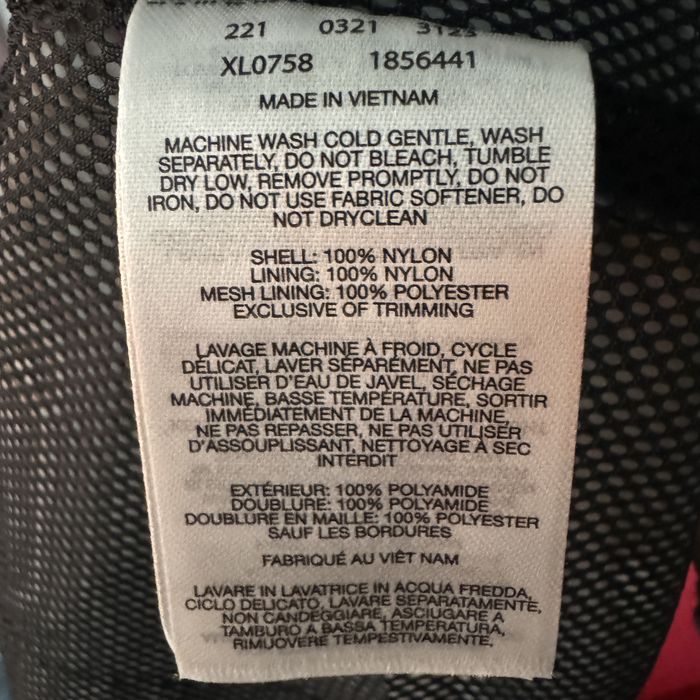 221 0321 3123
XL0758 1856441
MADE IN VIETNAM
MACHINE WASH COLD GENTLE, WASH
SEPARATELY, DO NOT BLEACH, TUMBLE
DRY LOW, REMOVE PROMPTLY, DO NOT
IRON, DO NOT USE FABRIC SOFTENER, DO
NOT DRYCLEAN
SHELL: 100% NYLON
LINING: 100% NYLON
MESH LINING: 100% POLYESTER
EXCLUSIVE OF TRIMMING
LAVAGE MACHINE À FROID, CYCLE
DÉLICAT, LAVER SÉPARÉMENT, NE PAS
UTILISER D'EAU DE JAVEL, SÉCHAGE
MACHINE, BASSE TEMPÉRATURE, SORTIR
IMMÉDIATEMENT DE LA MACHINE,
NE PAS REPASSER, NE PAS UTILISER
D'ASSOUPLISSANT, NETTOYAGE À SEC
INTERDIT
EXTÉRIEUR: 100% POLYAMIDE
DOUBLURE: 100% POLYAMIDE
DOUBLURE EN MAILLE: 100% POLYESTER
SAUF LES BORDURES
FABRIQUÉ AU VIÊT NAM
LAVARE IN LAVATRICE IN ACQUA FREDDA,
CICLO DELICATO, LAVARE SEPARATAMENTE,
NON CANDEGGIARE, ASCIUGARE A
TAMBURO A BASSA TEMPERATURA,
RIMUOVERE TEMPESTIVAMENTE,